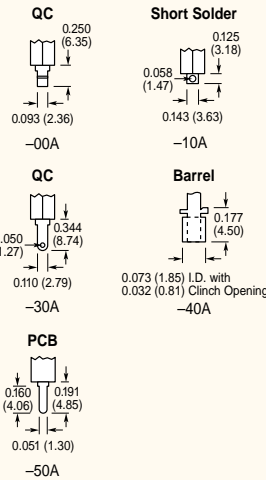 QC
0.250
(6.35)
0.093 (2.36)
–00A
Short Solder
0.125
(3.18)
0.058
(1.47)
0.143 (3.63)
–10A
QC
0.344
(8.74)
.050
1.27)
0.110 (2.79)
–30A
Barrel
0.177
(4.50)
0.073 (1.85) I.D. with
0.032 (0.81) Clinch Opening
–40A
PCB
0.160
(4.06)
0.191
(4.85)
0.051 (1.30)
–50A